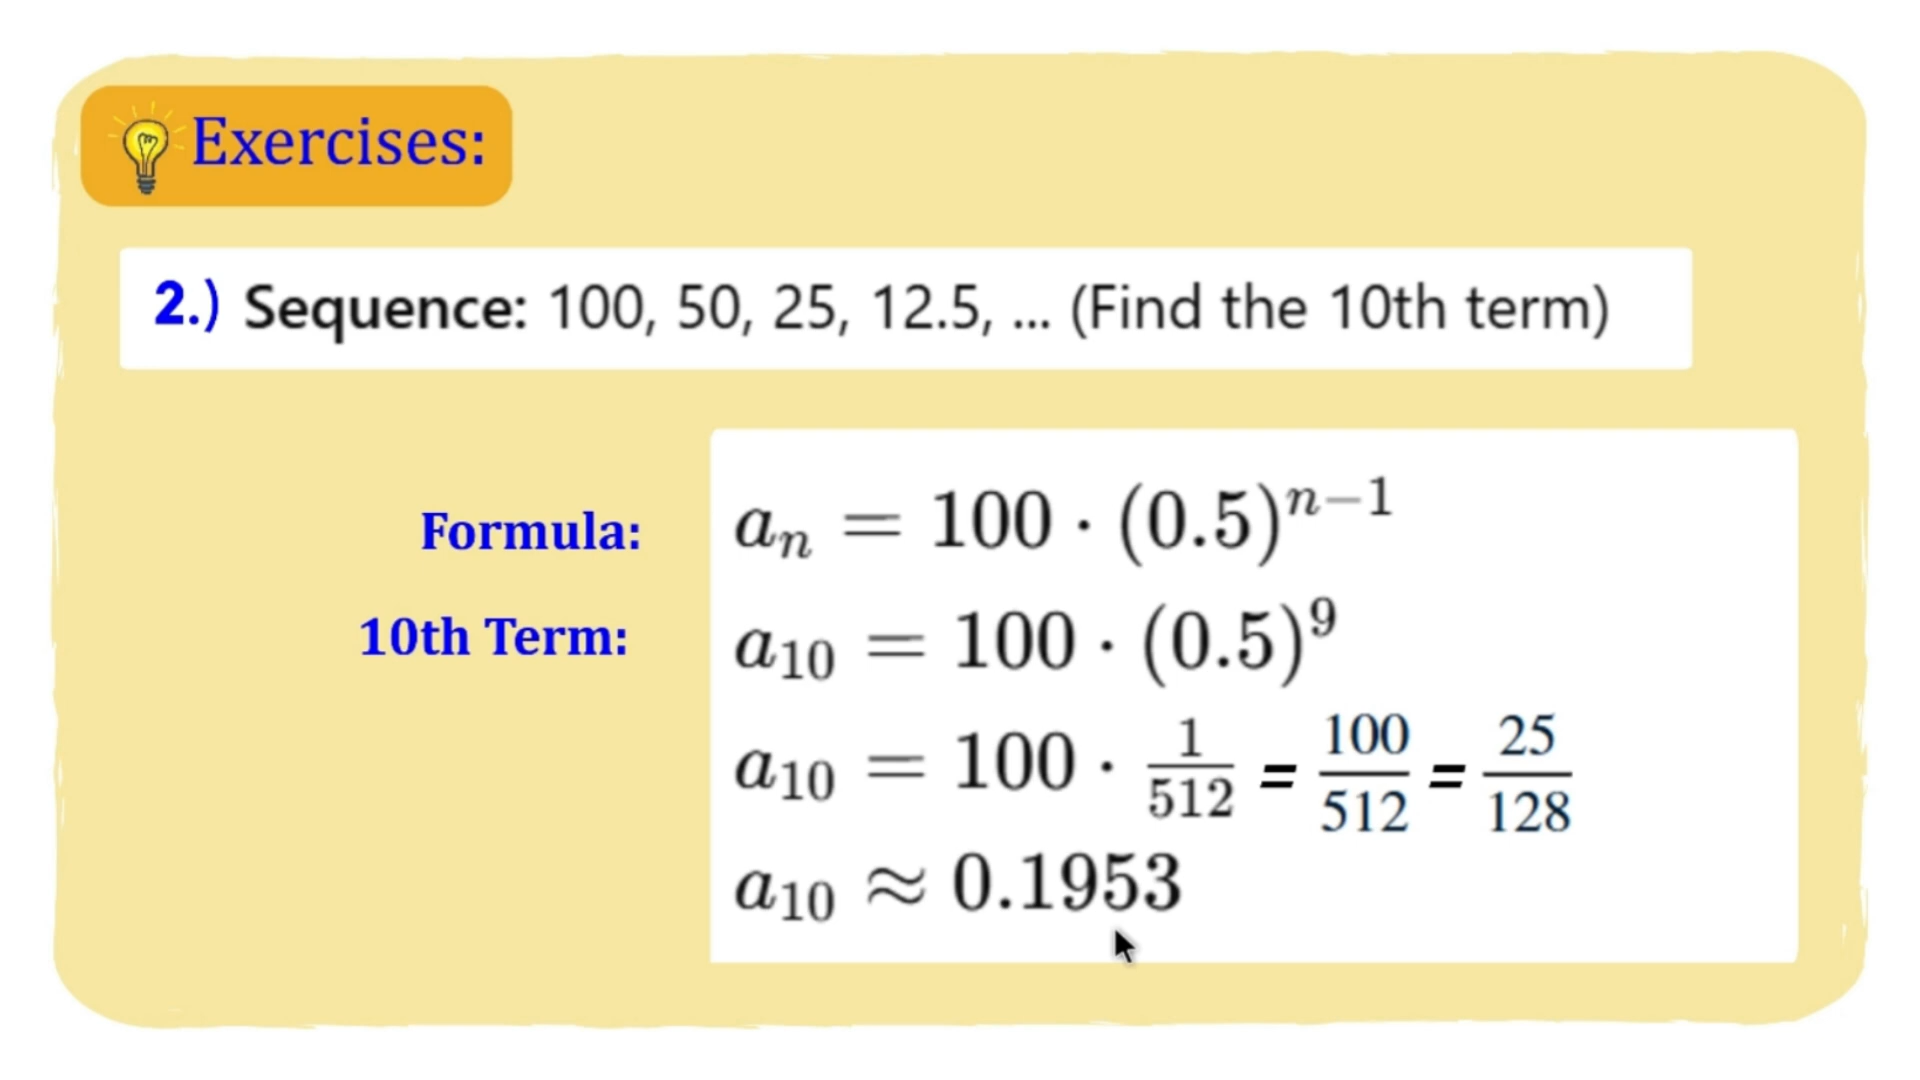 Exercises:
2.) Sequence: 100, 50, 25, 12.5, ... (Find the 10th term)
Formula: aₙ = 100 · (0.5)ⁿ⁻¹
10th Term: a₁₀ = 100 · (0.5)⁹
a₁₀ = 100 · 1/512 = 100/512 = 25/128
a₁₀ ≈ 0.1953